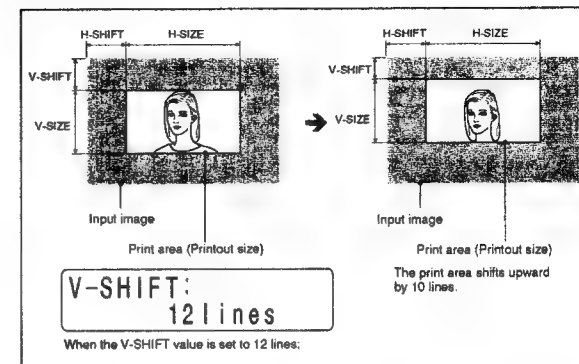 H-SHIFT H-SIZE
V-SHIFT
V-SIZE
Input image
Print area (Printout size)
V-SHIFT:
12lines
When the V-SHIFT value is set to 12 lines:
H-SHIFT H-SIZE
V-SHIFT
V-SIZE
Input image
Print area (Printout size)
The print area shifts upward
by 10 lines.